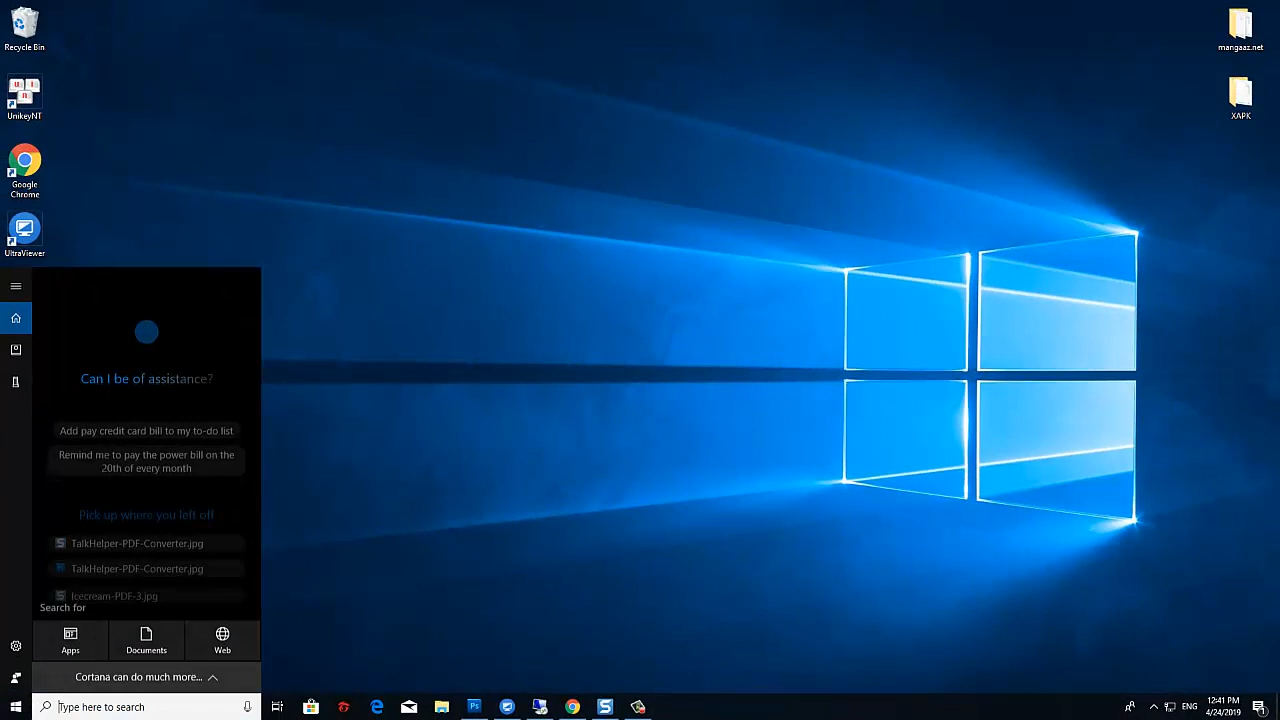 Recycle Bin
UnikeyNT
Google
Chrome
UltraViewer
mangaaz.net
XAPK
Can I be of assistance?
Add pay credit card bill to my to-do list
Remind me to pay the power bill on the
20th of every month
Pick up where you left off
TalkHelper-PDF-Converter.jpg
TalkHelper-PDF-Converter.jpg
Icecream-PDF-3.jpg
Search for
Apps
Documents
Web
Cortana can do much more...
Type here to search
Ps
ENG
12:41 PM
4/24/2019